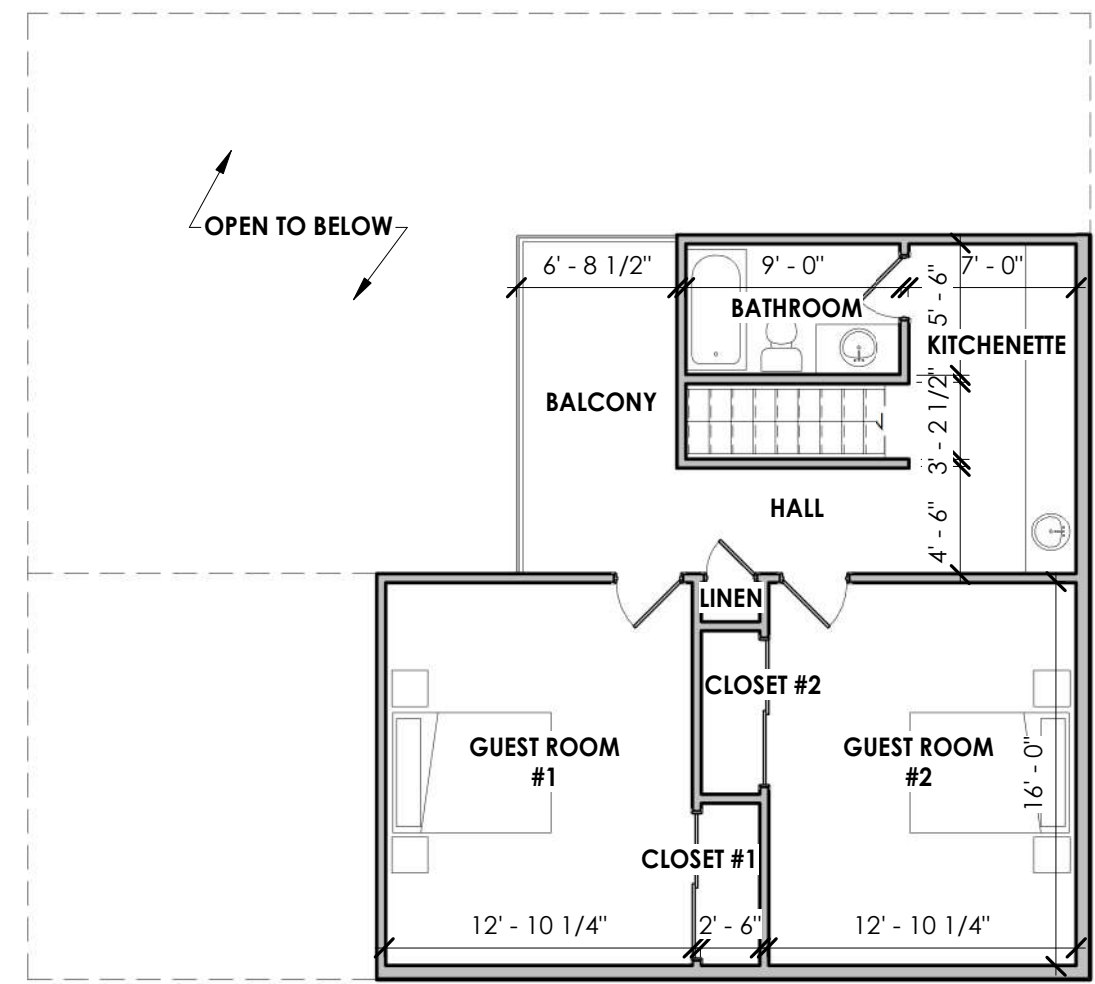 OPEN TO BELOW
6' - 8 1/2"
9' - 0"
7' - 0"
5' - 6"
BATHROOM
KITCHENETTE
BALCONY
3' - 2 1/2"
HALL
4' - 6"
LINEN
CLOSET #2
GUEST ROOM
#1
GUEST ROOM
#2
16' - 0"
CLOSET #1
12' - 10 1/4"
2' - 6"
12' - 10 1/4"